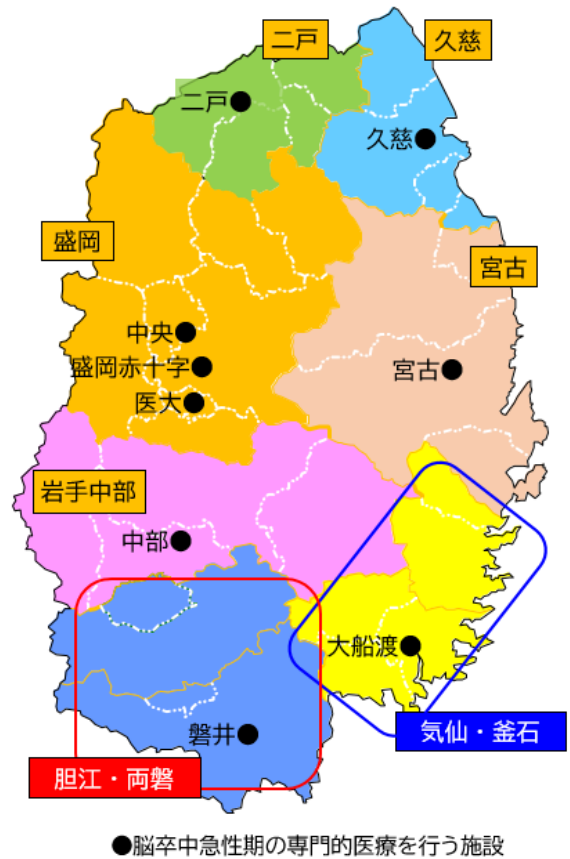 二戸
久慈
二戸
久慈
盛岡
宮古
中央
盛岡赤十字
宮古
医大
岩手中部
中部
大船渡
気仙・釜石
磐井
胆江・両磐
●脳卒中急性期の専門的医療を行う施設